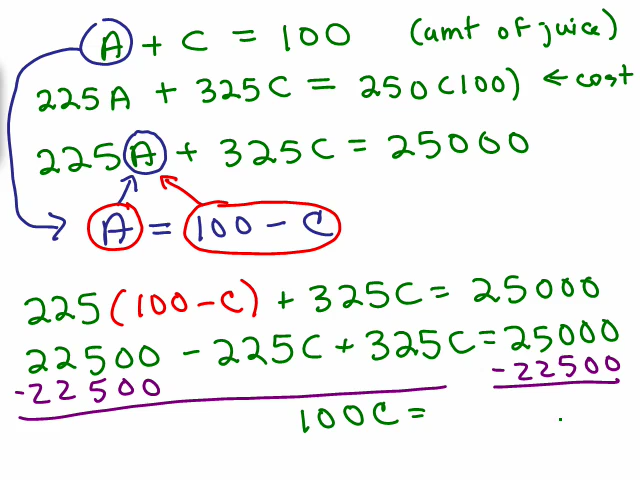 A + C = 100 (amt of juice)
225A + 325C = 250(100) ← cost
225A + 325C = 25000
A = 100 - C
225(100 - C) + 325C = 25000
22500 - 225C + 325C = 25000
-22500 -22500
100C =